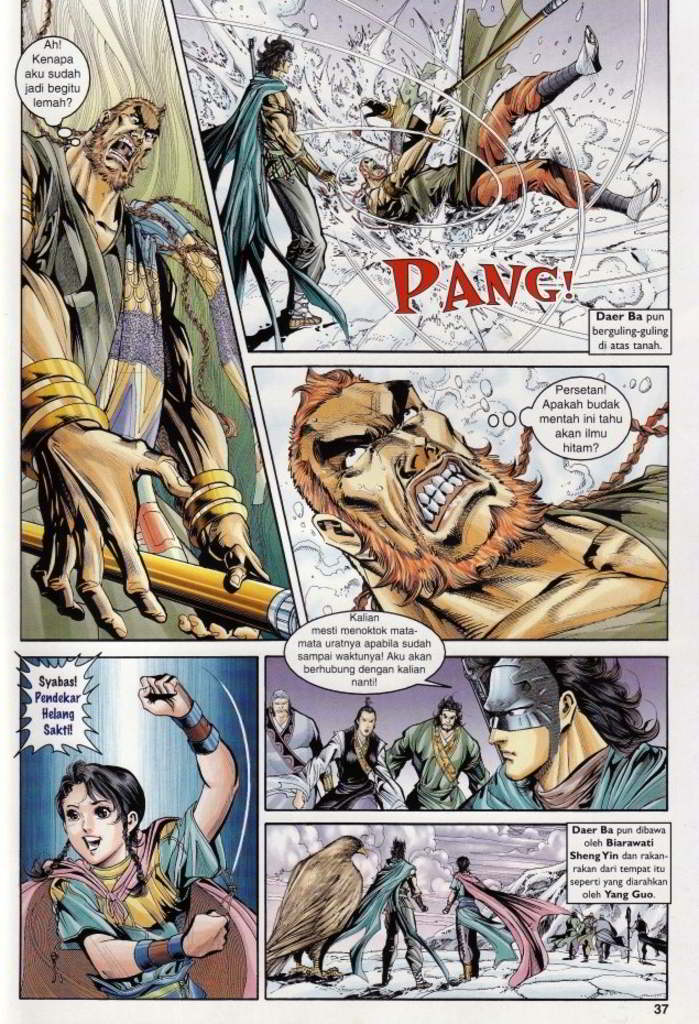 Ah!
Kenapa
aku sudah
jadi begitu
lemah?
PANG!
Daer Ba pun
berguling-guling
di atas tanah.
Persetan!
Apakah budak
mentah ini tahu
akan ilmu
hitam?
Syabas!
Pendekar
Helang
Sakti!
Kalian
mesti menoktok mata-
mata uratnya apabila sudah
sampai waktunya! Aku akan
berhubung dengan kalian
nanti!
Daer Ba pun dibawa
oleh Biarawati
Sheng Yin dan rakan-
rakan dari tempat itu
seperti yang diarahkan
oleh Yang Guo.
37